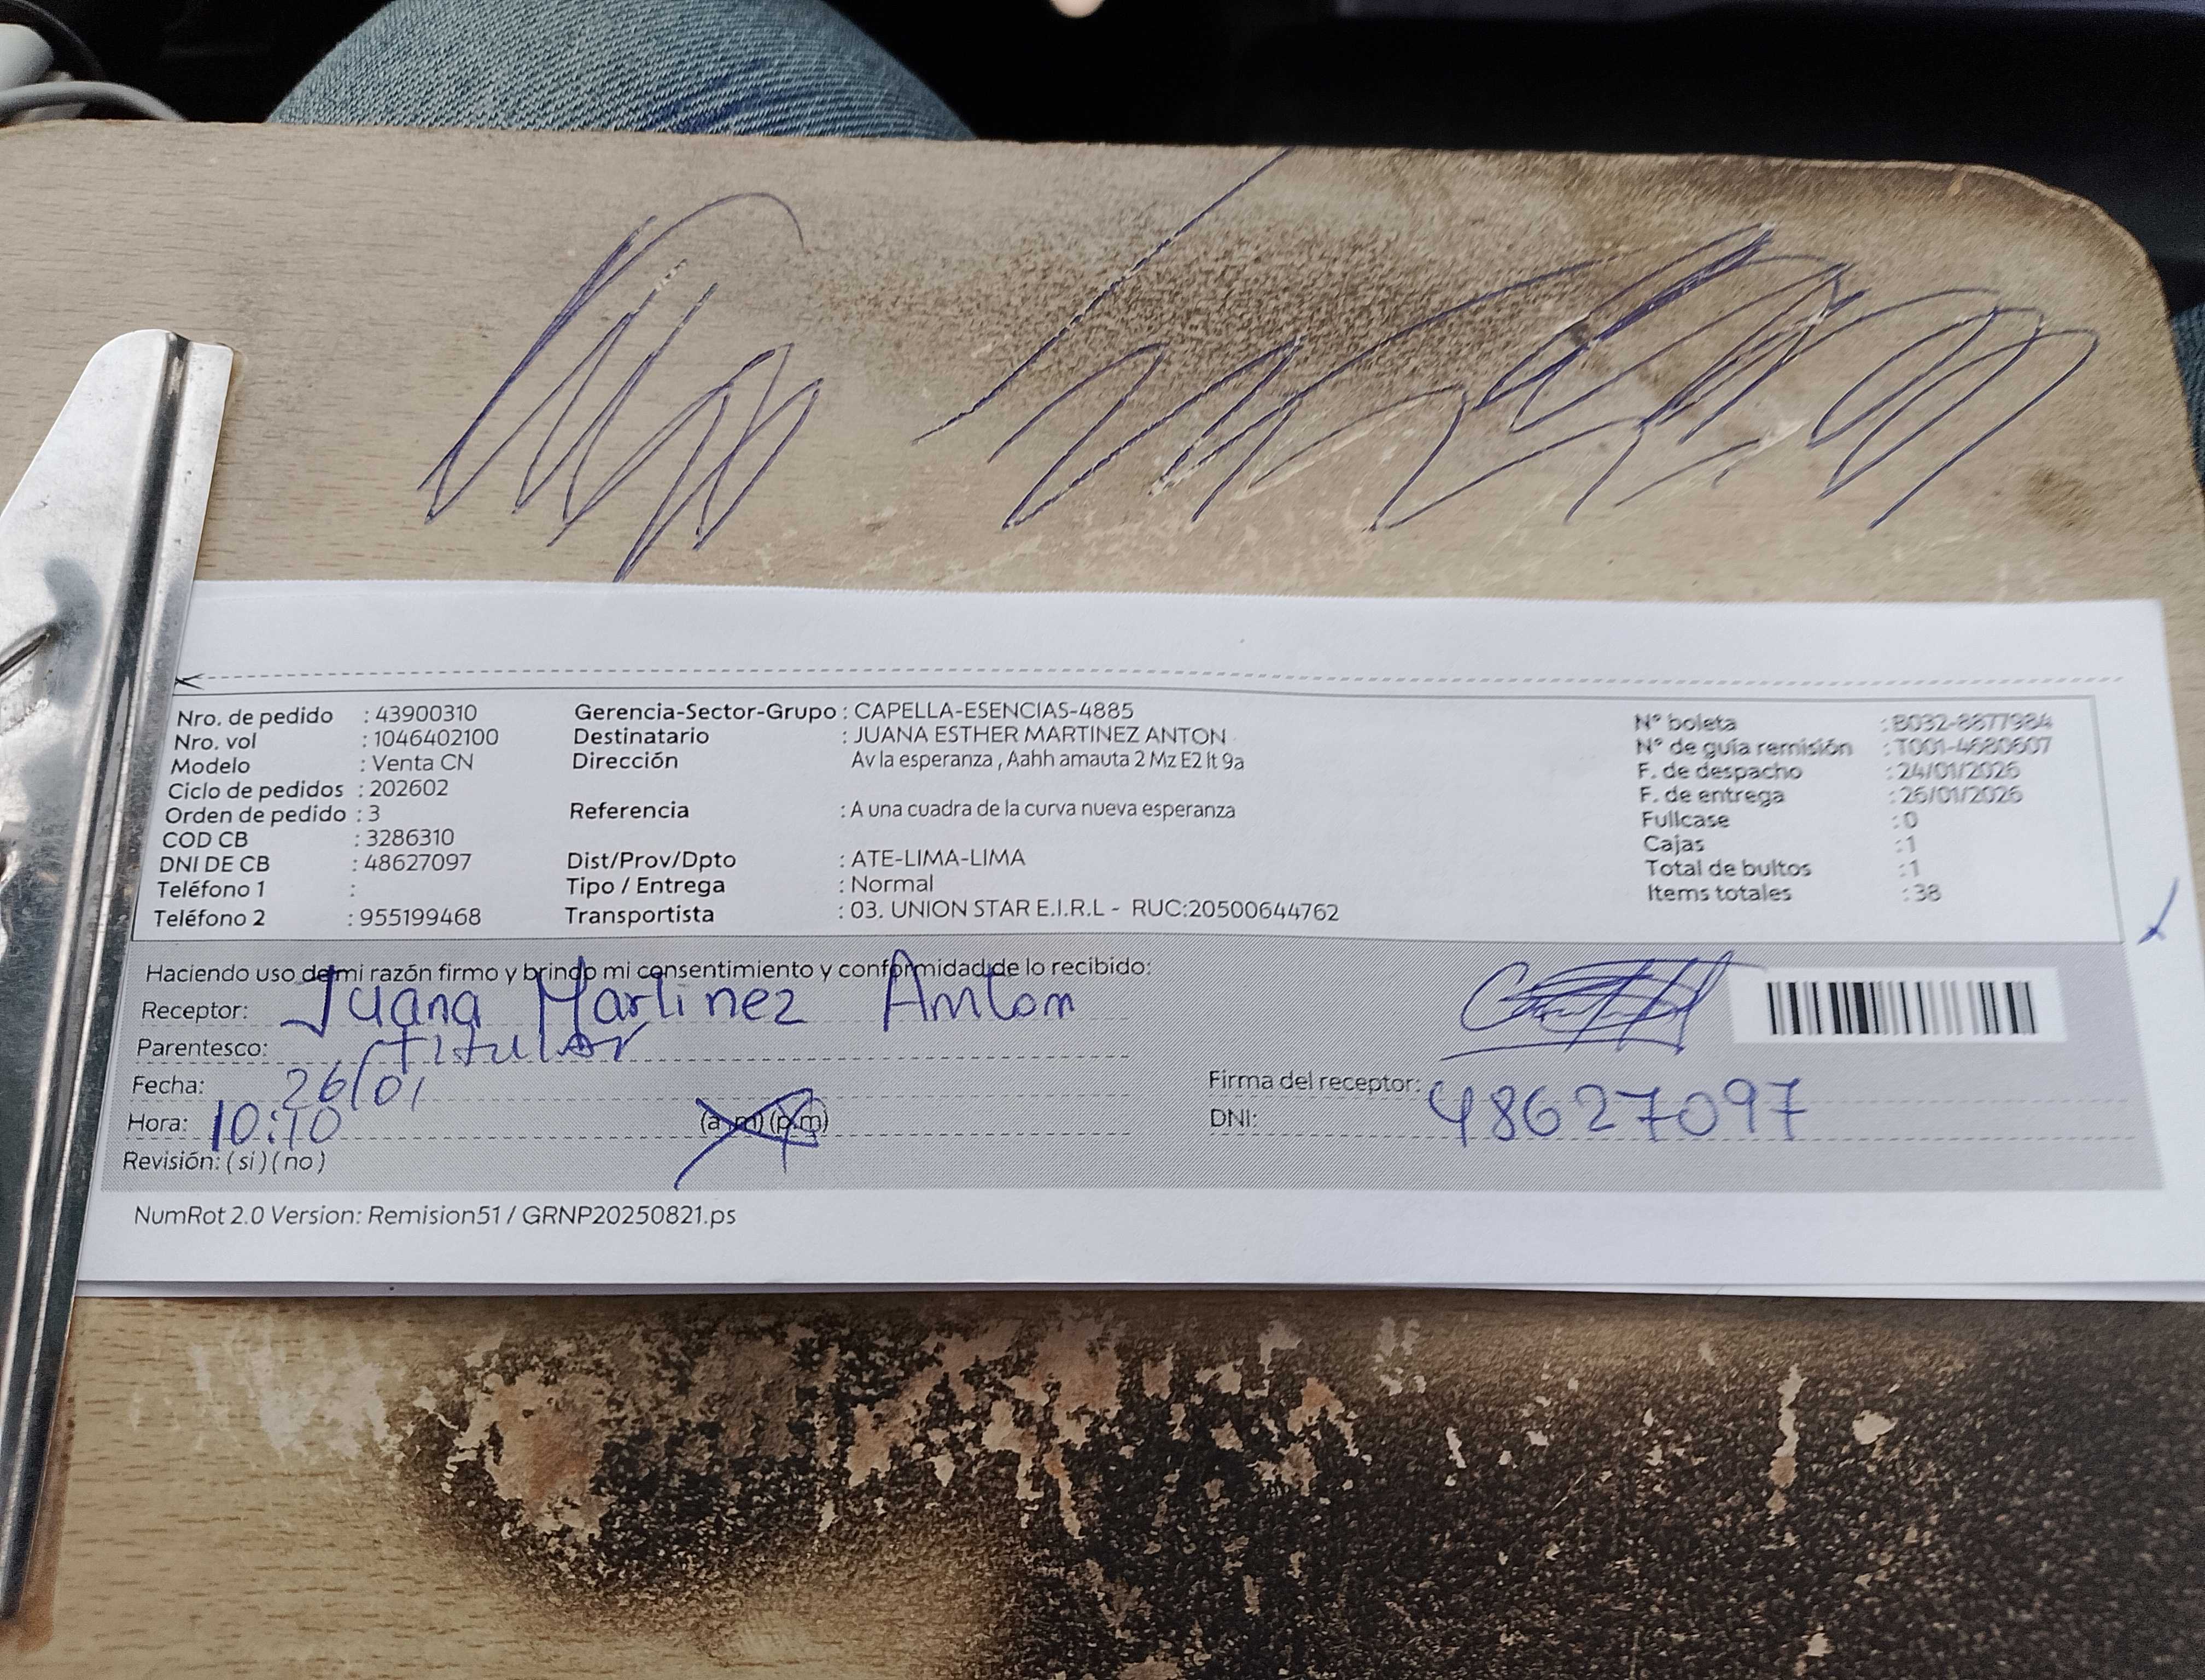 Nro. de pedido : 43900310 Gerencia-Sector-Grupo : CAPELLA-ESENCIAS-4885 N° boleta : B032-8877984
Nro. vol : 1046402100 Destinatario : JUANA ESTHER MARTINEZ ANTON N° de guía remisión : T001-4680607
Modelo : Venta CN Dirección Av la esperanza , Aahh amauta 2 Mz E2 lt 9a F. de despacho : 24/01/2026
Ciclo de pedidos : 202602 F. de entrega : 26/01/2026
Orden de pedido : 3 Referencia : A una cuadra de la curva nueva esperanza Fullcase : 0
COD CB : 3286310 Cajas : 1
DNI DE CB : 48627097 Dist/Prov/Dpto : ATE-LIMA-LIMA Total de bultos : 1
Teléfono 1 : Tipo / Entrega : Normal Items totales : 38
Teléfono 2 : 955199468 Transportista : 03. UNION STAR E.I.R.L - RUC:20500644762
Haciendo uso de mi razón firmo y brindo mi consentimiento y conformidad de lo recibido:
Receptor: Juana Martinez Anton
Parentesco: titular
Fecha: 26/01 Firma del receptor:
Hora: 10:10 (a.m) (p.m) DNI: 48627097
Revisión: ( si ) ( no )
NumRot 2.0 Version: Remision51 / GRNP20250821.ps